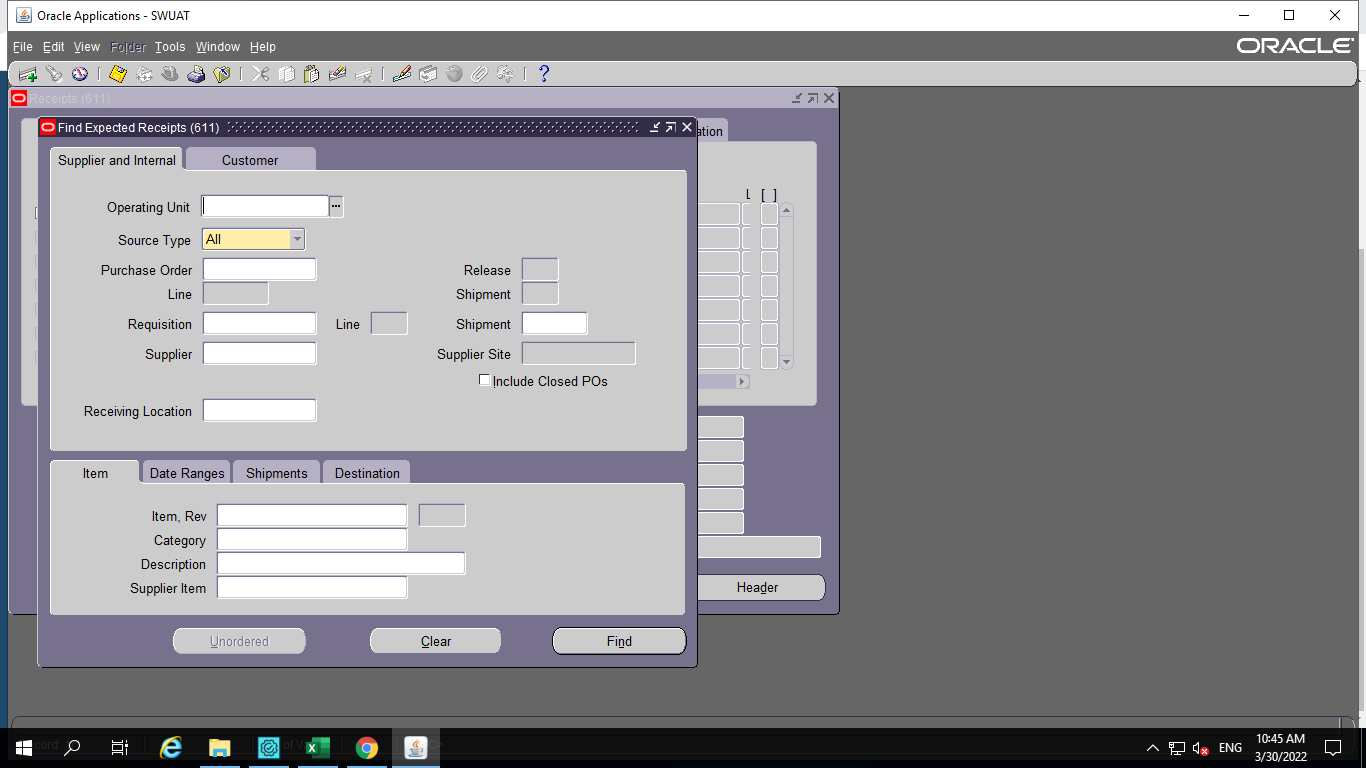 Oracle Applications - SWUAT
File Edit View Folder Tools Window Help
ORACLE
Receipts (611)
Find Expected Receipts (611)
ation
Supplier and Internal Customer
L [ ]
Operating Unit
Source Type All
Purchase Order Release
Line Shipment
Requisition Line Shipment
Supplier Supplier Site
Include Closed POs
Receiving Location
Item Date Ranges Shipments Destination
Item, Rev
Category
Description
Supplier Item
Header
Unordered Clear Find
ENG
10:45 AM
3/30/2022